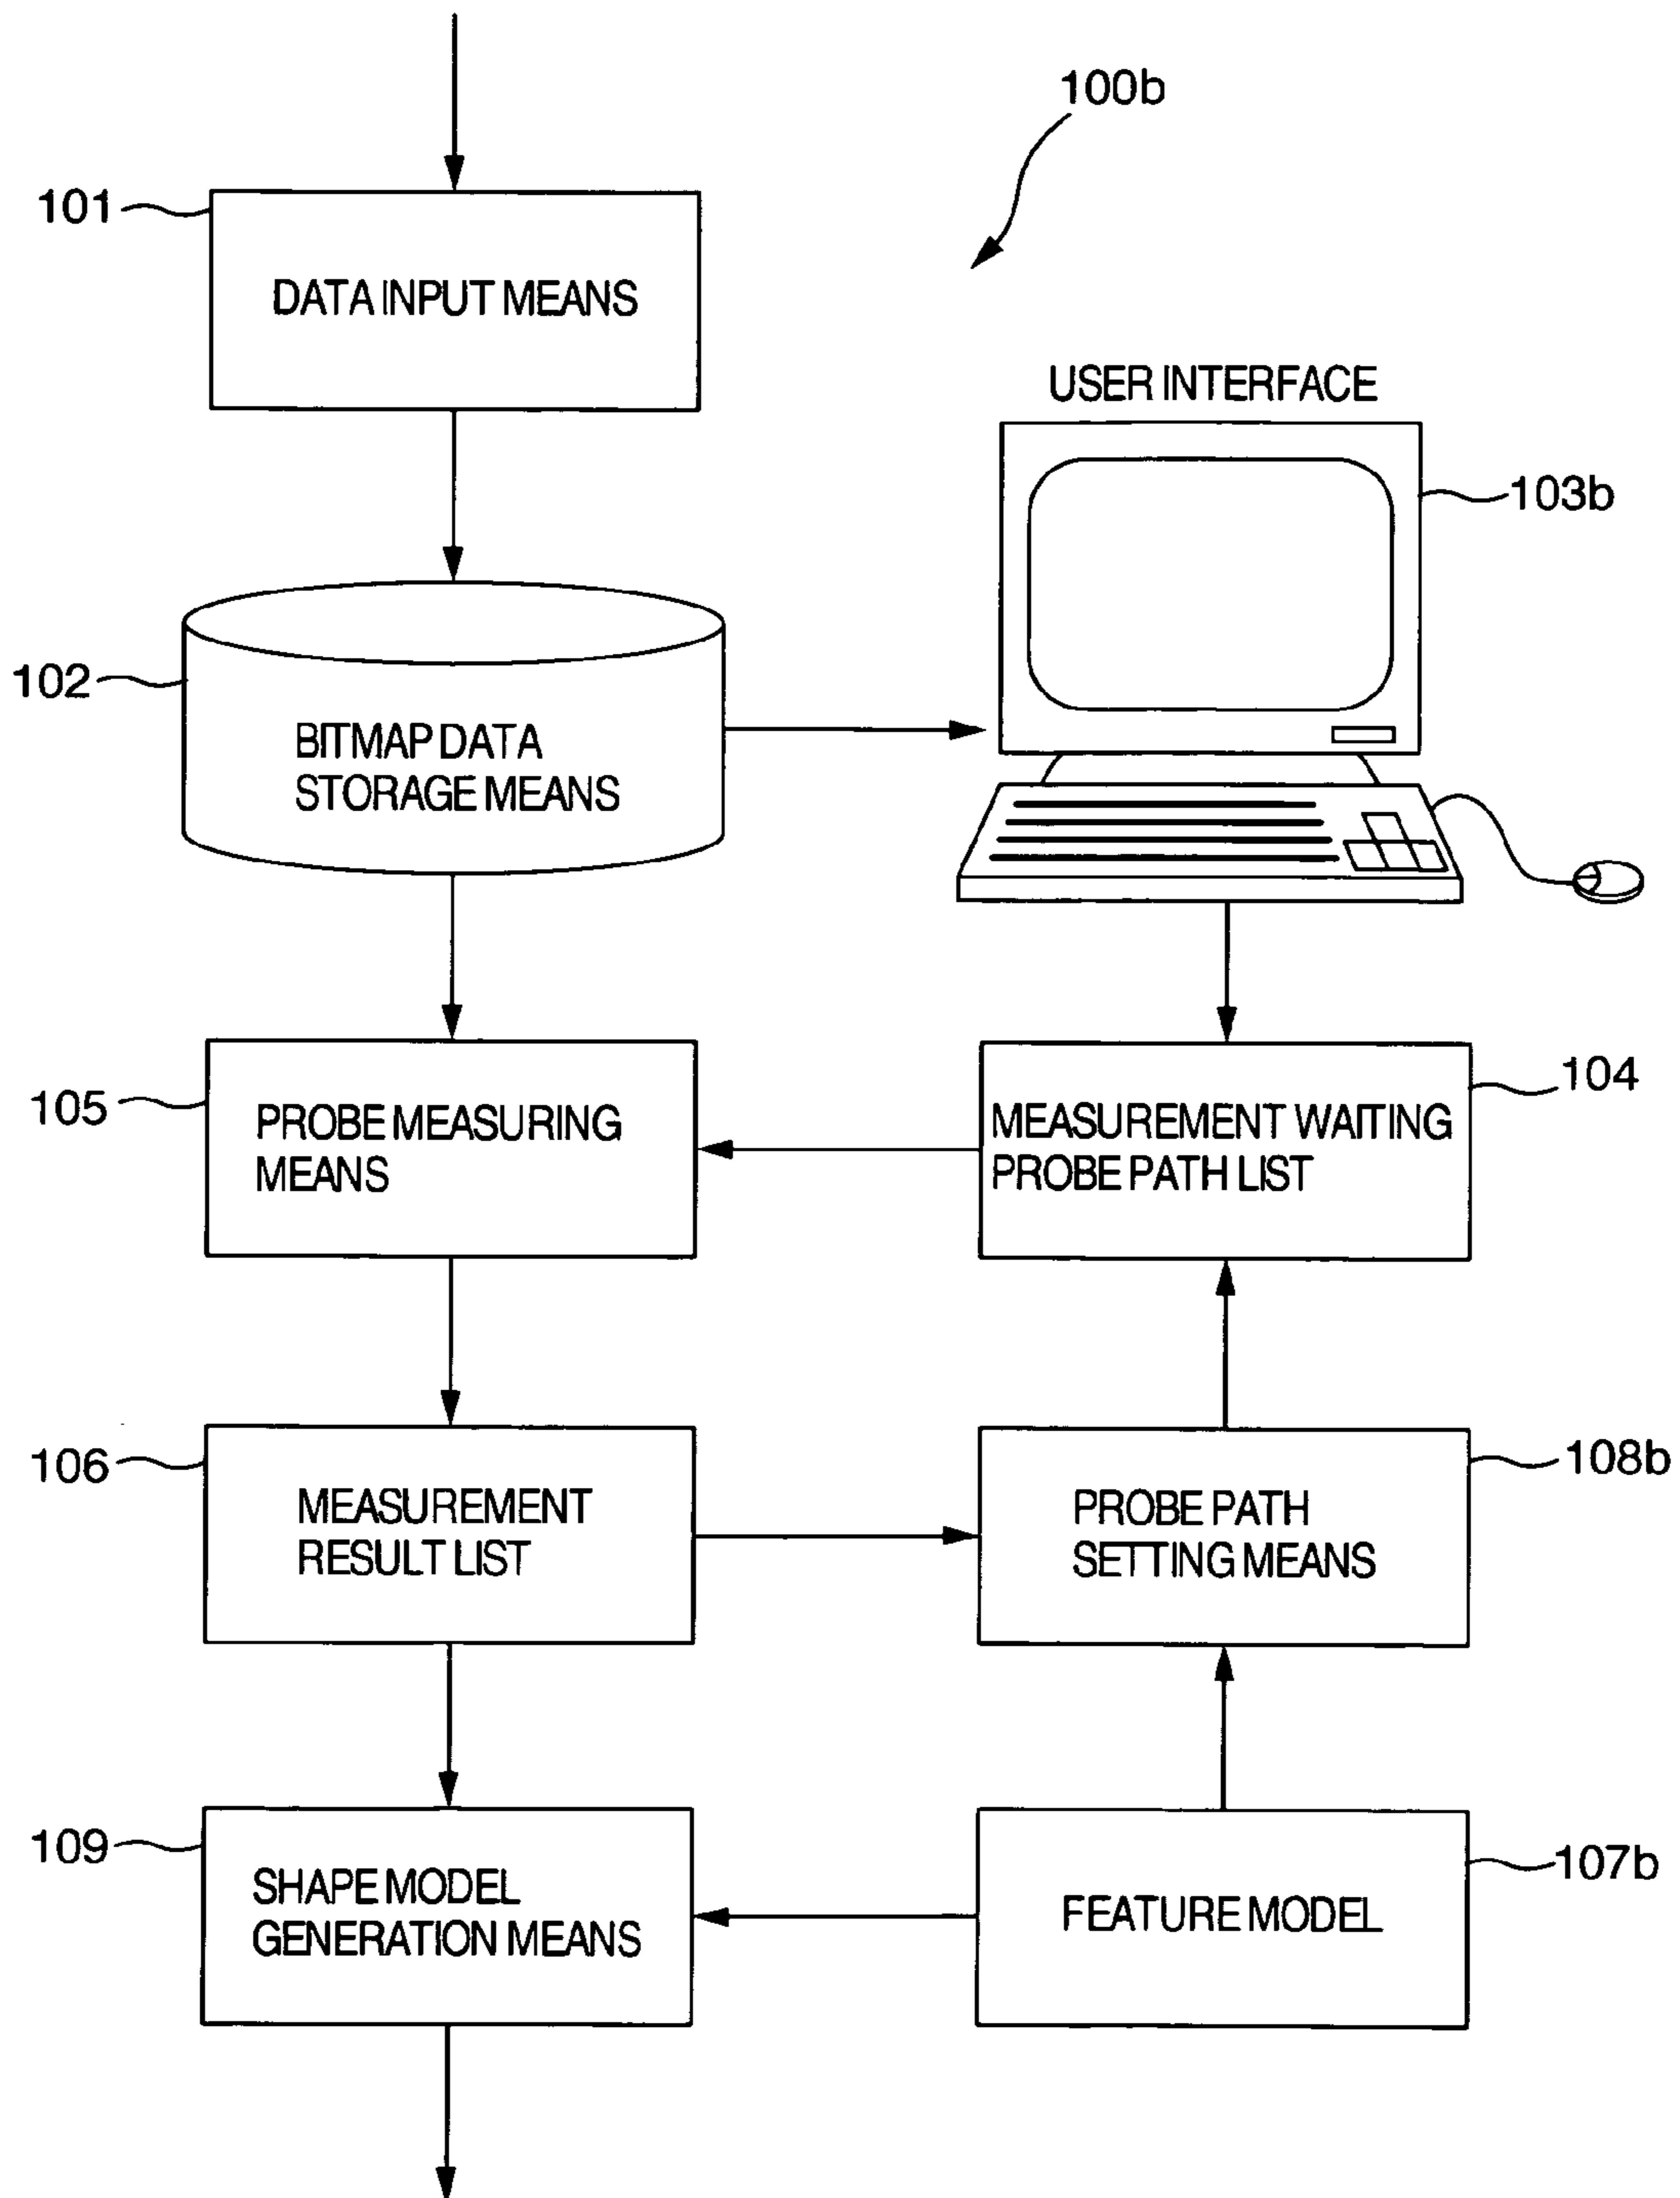 100b
101
DATA INPUT MEANS
USER INTERFACE
103b
102
BITMAP DATA
STORAGE MEANS
105
PROBE MEASURING
MEANS
104
MEASUREMENT WAITING
PROBE PATH LIST
106
MEASUREMENT
RESULT LIST
108b
PROBE PATH
SETTING MEANS
109
SHAPE MODEL
GENERATION MEANS
107b
FEATURE MODEL